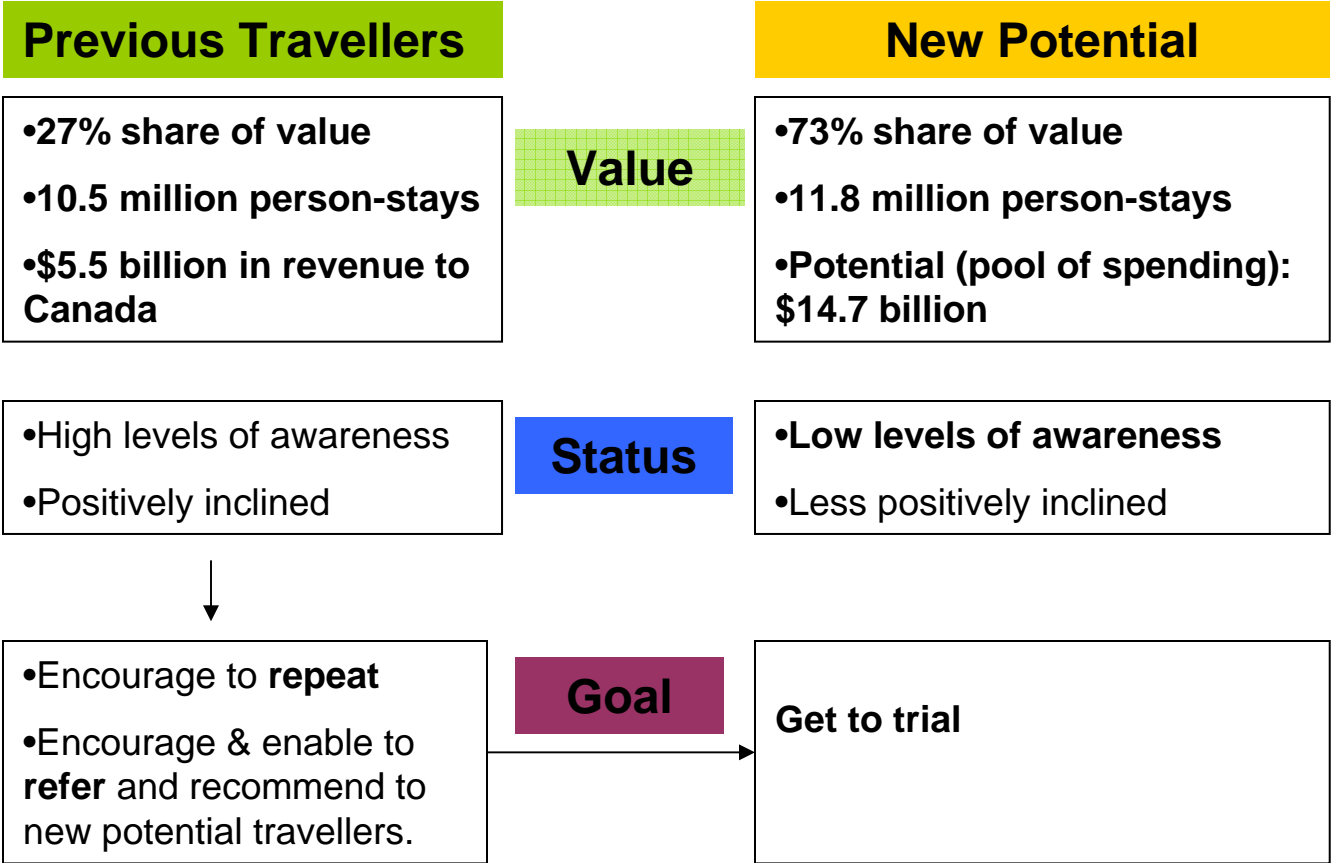 Previous Travellers
New Potential
•27% share of value
•10.5 million person-stays
•$5.5 billion in revenue to
Canada
Value
•73% share of value
•11.8 million person-stays
•Potential (pool of spending):
$14.7 billion
•High levels of awareness
•Positively inclined
Status
•Low levels of awareness
•Less positively inclined
•Encourage to repeat
•Encourage & enable to
refer and recommend to
new potential travellers.
Goal
Get to trial